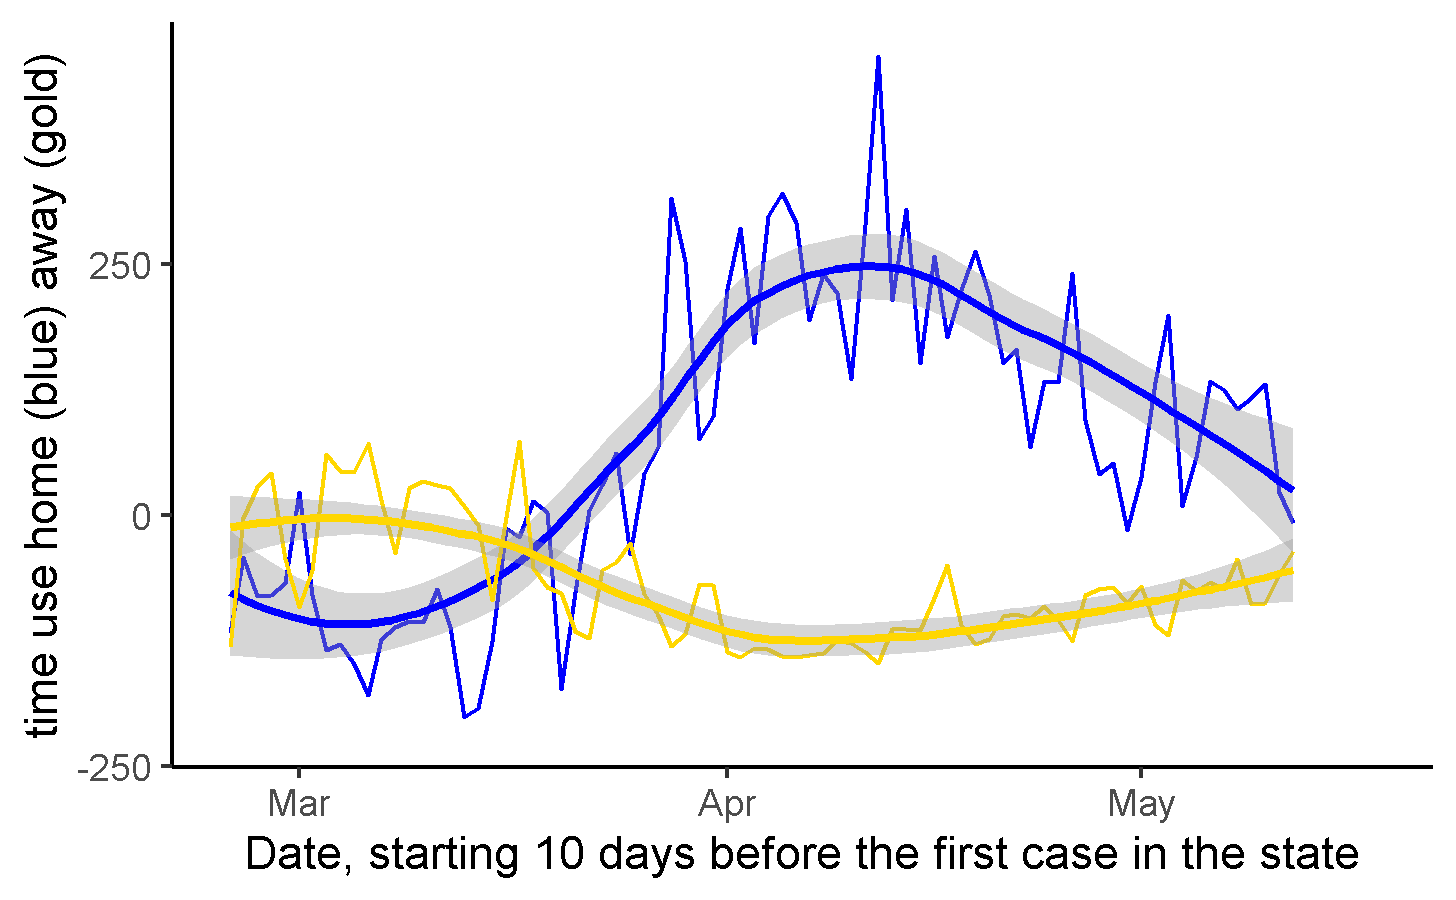 time use home (blue) away (gold)
250
0
-250
Mar
Apr
May
Date, starting 10 days before the first case in the state